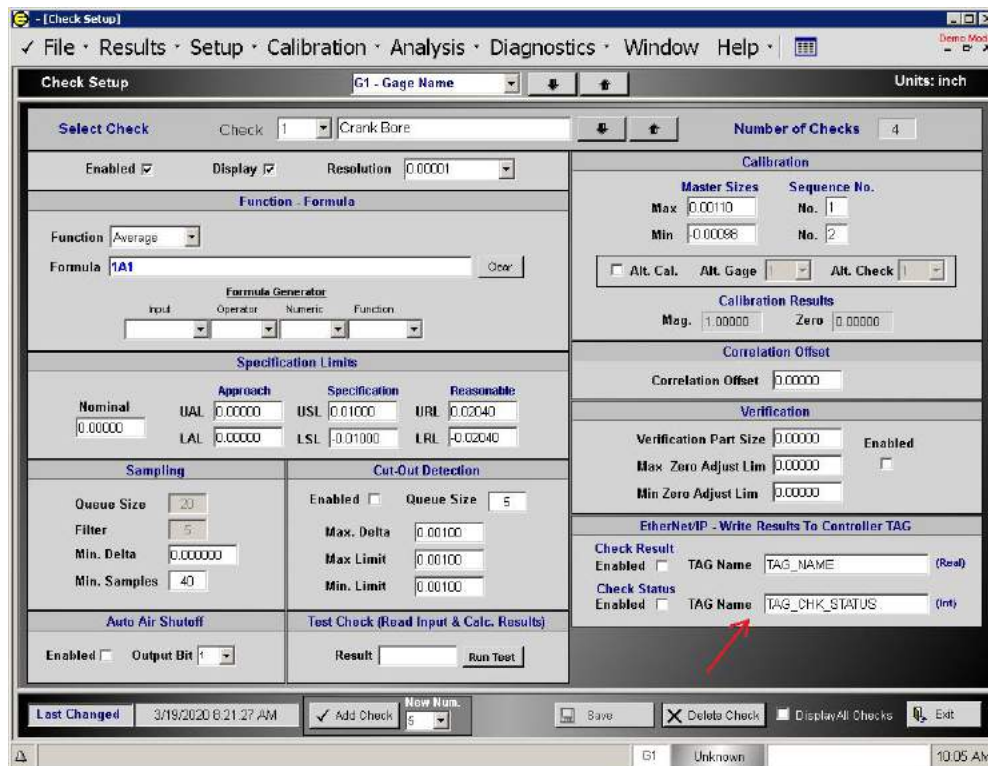 - [Check Setup]
✓ File · Results · Setup · Calibration · Analysis · Diagnostics · Window Help ·
Demo Mod
Check Setup G1 - Gage Name Units: inch
Select Check Check 1 Crank Bore Number of Checks 4
Enabled Display Resolution 0.00001
Function - Formula
Function Average
Formula 1A1 Clear
Formula Generator
Input Operator Numeric Function
Specification Limits
Approach Specification Reasonable
Nominal UAL 0.00000 USL 0.01000 URL 0.02040
0.00000 LAL 0.00000 LSL -0.01000 LRL -0.02040
Sampling
Queue Size 20
Filter 5
Min. Delta 0.000000
Min. Samples 40
Cut-Out Detection
Enabled Queue Size 5
Max. Delta 0.00100
Max Limit 0.00100
Min. Limit 0.00100
Auto Air Shutoff
Enabled Output Bit 1
Test Check (Read Input & Calc. Results)
Result Run Test
Calibration
Master Sizes Sequence No.
Max 0.00110 No. 1
Min -0.00098 No. 2
Alt. Cal. Alt. Gage 1 Alt. Check 1
Calibration Results
Mag. 1.00000 Zero 0.00000
Correlation Offset
Correlation Offset 0.00000
Verification
Verification Part Size 0.00000 Enabled
Max Zero Adjust Lim 0.00000
Min Zero Adjust Lim 0.00000
EtherNet/IP - Write Results To Controller TAG
Check Result
Enabled TAG Name TAG_NAME (Real)
Check Status
Enabled TAG Name TAG_CHK_STATUS (Int)
Last Changed 3/19/2020 8:21:27 AM Add Check New Num. 5 Save Delete Check Display All Checks Exit
G1 Unknown 10:05 AM